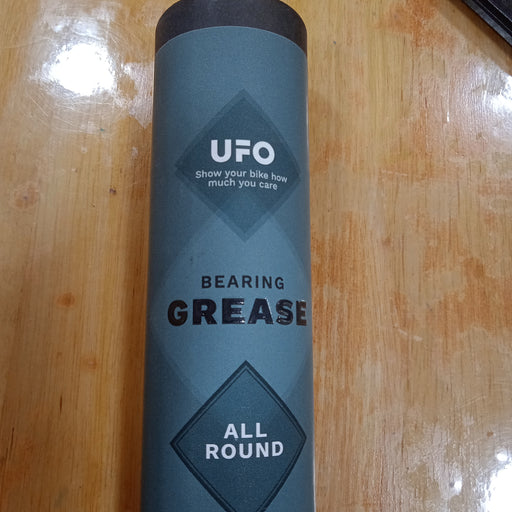 UFO
Show your bike how
much you care
BEARING
GREASE
ALL
ROUND